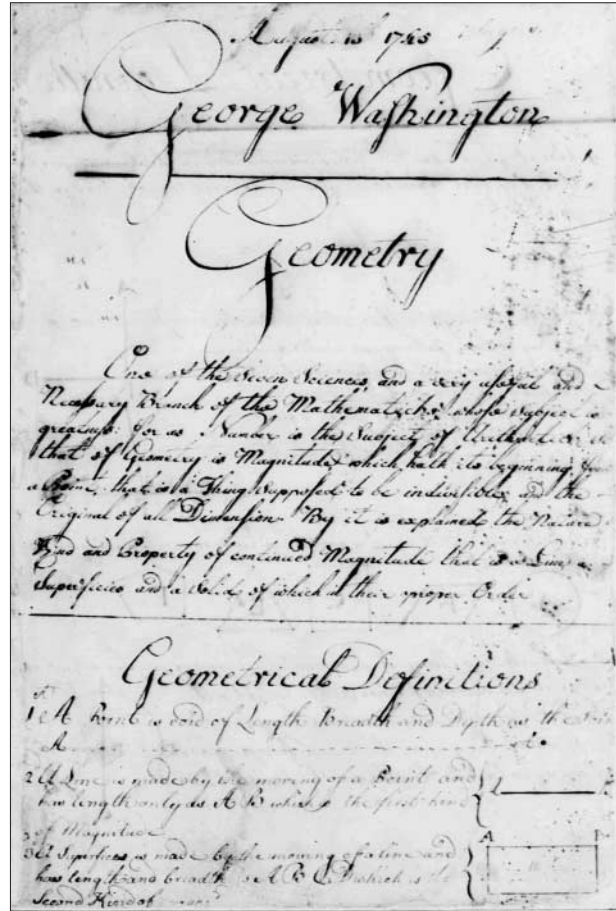 August 13 1745
George Washington
Geometry
One of the Seven Sciences, and a very usefal and
Necessary Branch of the Mathematicks, whose subject is
greatness: for as Number is the Subject of Arithmetick so
that of Geometry is Magnitude which hath its beginning from
a Point, that is a Thing supposed to be indivisible and the
Original of all Dimension By it is explained the Nature
Kind and Property of continued Magnitude that is a Line a
Superficies and a Solid of which in their proper Order
Geometrical Definitions
1 A Point is void of Length Breadth and Depth as the
A
2 A Line is made by the moving of a Point and
has length only as A B which is the first kind
of Magnitude
3 A Superficies is made by the moving of a line and
A
has length and breadth as A B C D which is the
Second Kind of